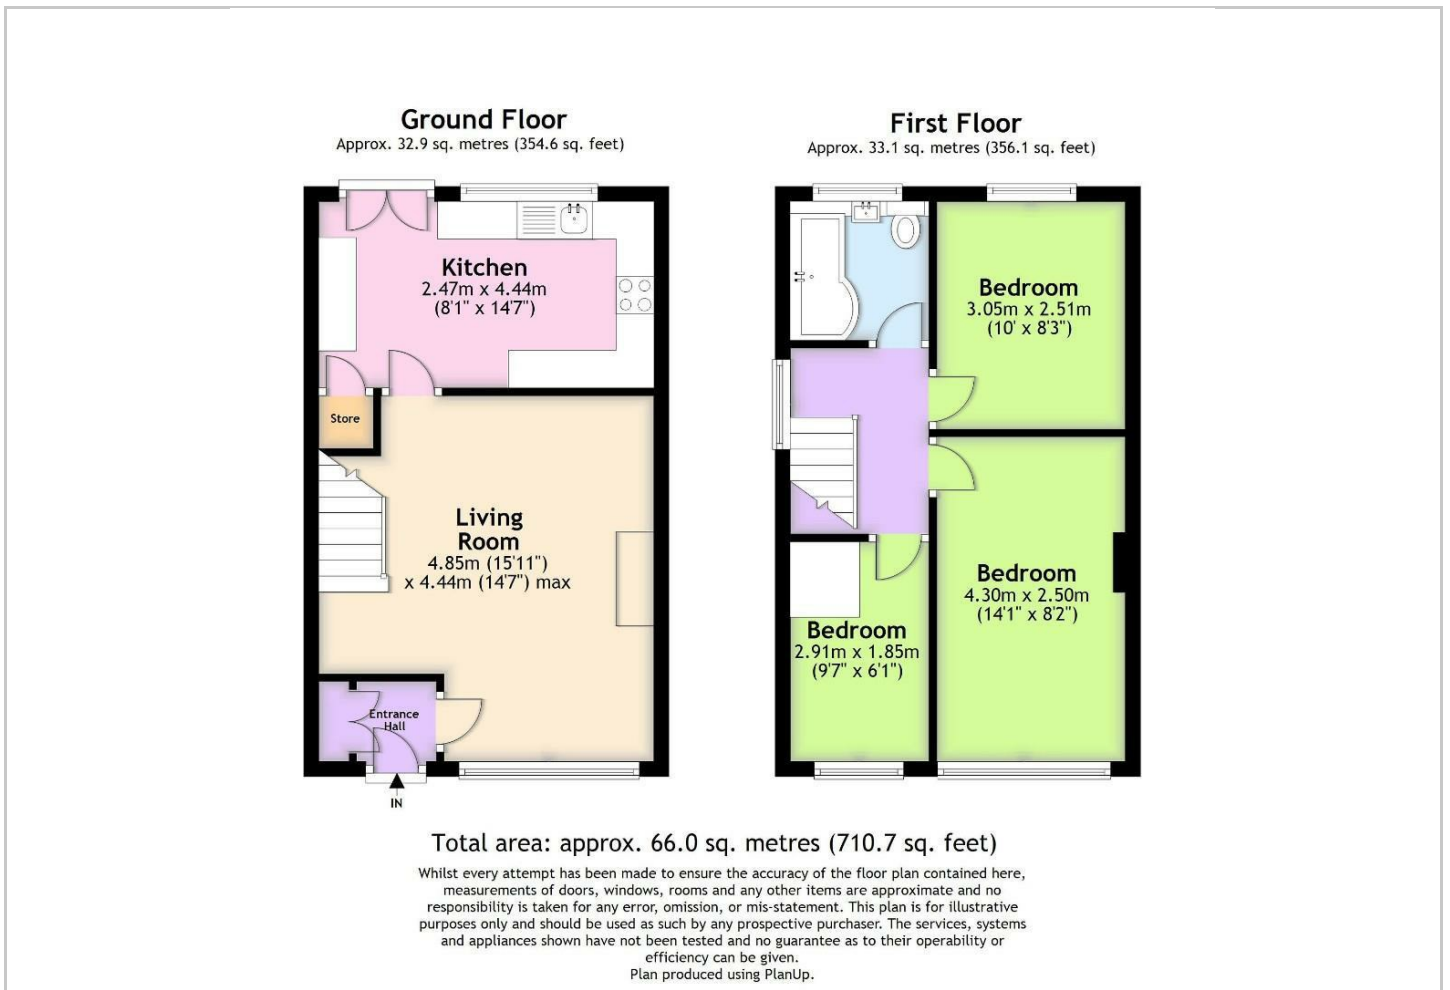 Ground Floor
Approx. 32.9 sq. metres (354.6 sq. feet)
Kitchen
2.47m x 4.44m
(8'1" x 14'7")
Store
Living
Room
4.85m (15'11")
x 4.44m (14'7") max
Entrance
Hall
IN
First Floor
Approx. 33.1 sq. metres (356.1 sq. feet)
Bedroom
3.05m x 2.51m
(10' x 8'3")
Bedroom
4.30m x 2.50m
(14'1" x 8'2")
Bedroom
2.91m x 1.85m
(9'7" x 6'1")
Total area: approx. 66.0 sq. metres (710.7 sq. feet)
Whilst every attempt has been made to ensure the accuracy of the floor plan contained here,
measurements of doors, windows, rooms and any other items are approximate and no
responsibility is taken for any error, omission, or mis-statement. This plan is for illustrative
purposes only and should be used as such by any prospective purchaser. The services, systems
and appliances shown have not been tested and no guarantee as to their operability or
efficiency can be given.
Plan produced using PlanUp.